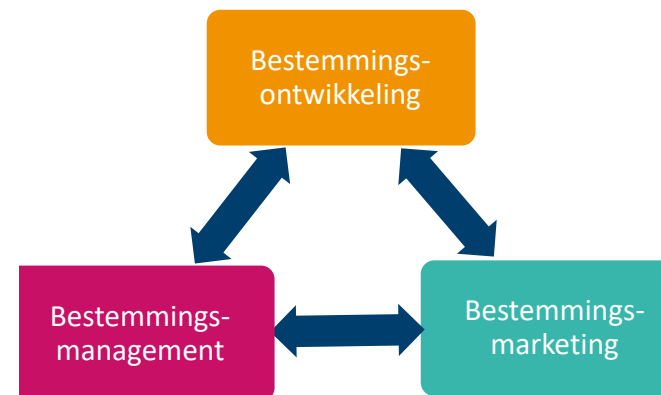 Bestemmings-
ontwikkeling
Bestemmings-
management
Bestemmings-
marketing